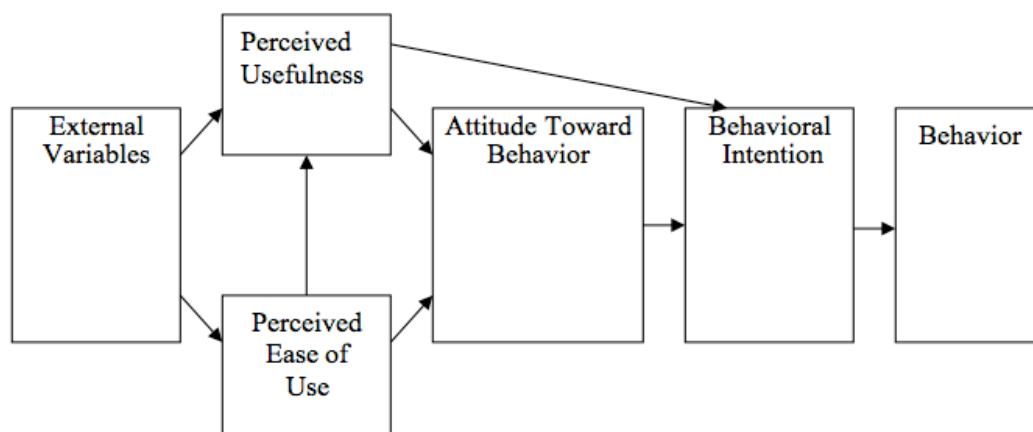 Perceived
Usefulness
External
Variables
Attitude Toward
Behavior
Behavioral
Intention
Behavior
Perceived
Ease of
Use